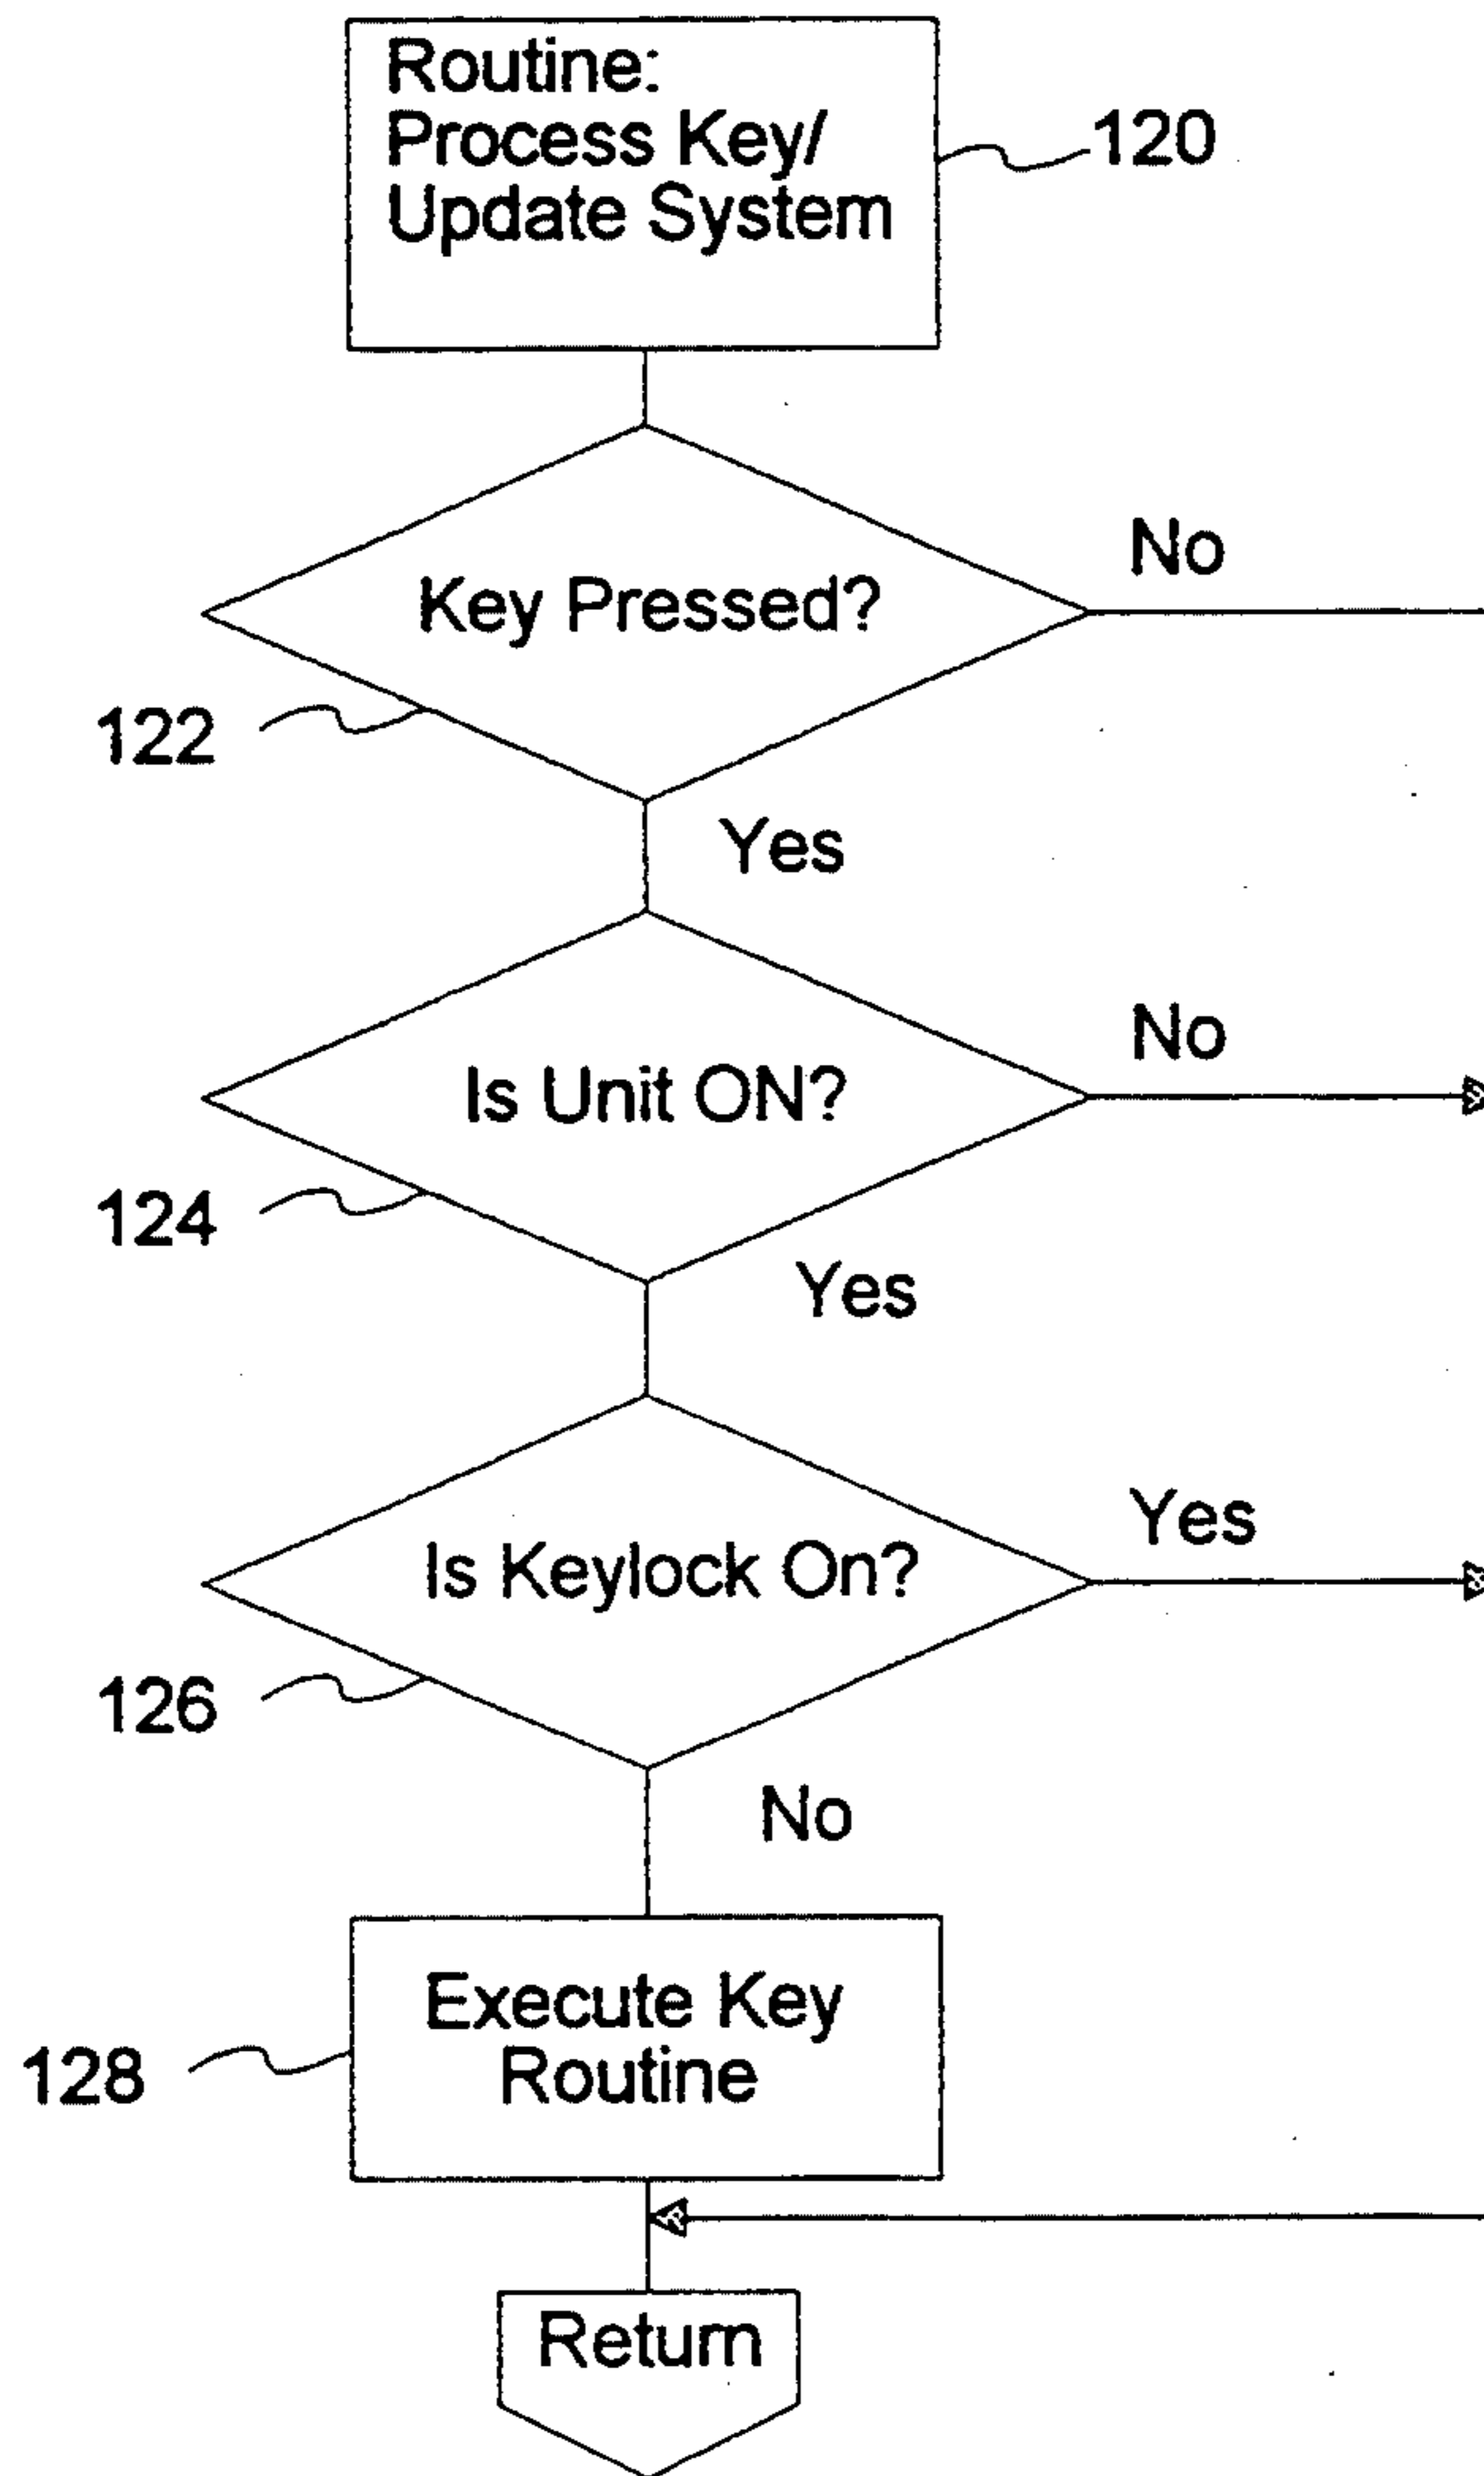 Routine:
Process Key/
Update System
120
Key Pressed?
No
122
Yes
Is Unit ON?
No
124
Yes
Is Keylock On?
Yes
126
No
Execute Key
Routine
128
Return